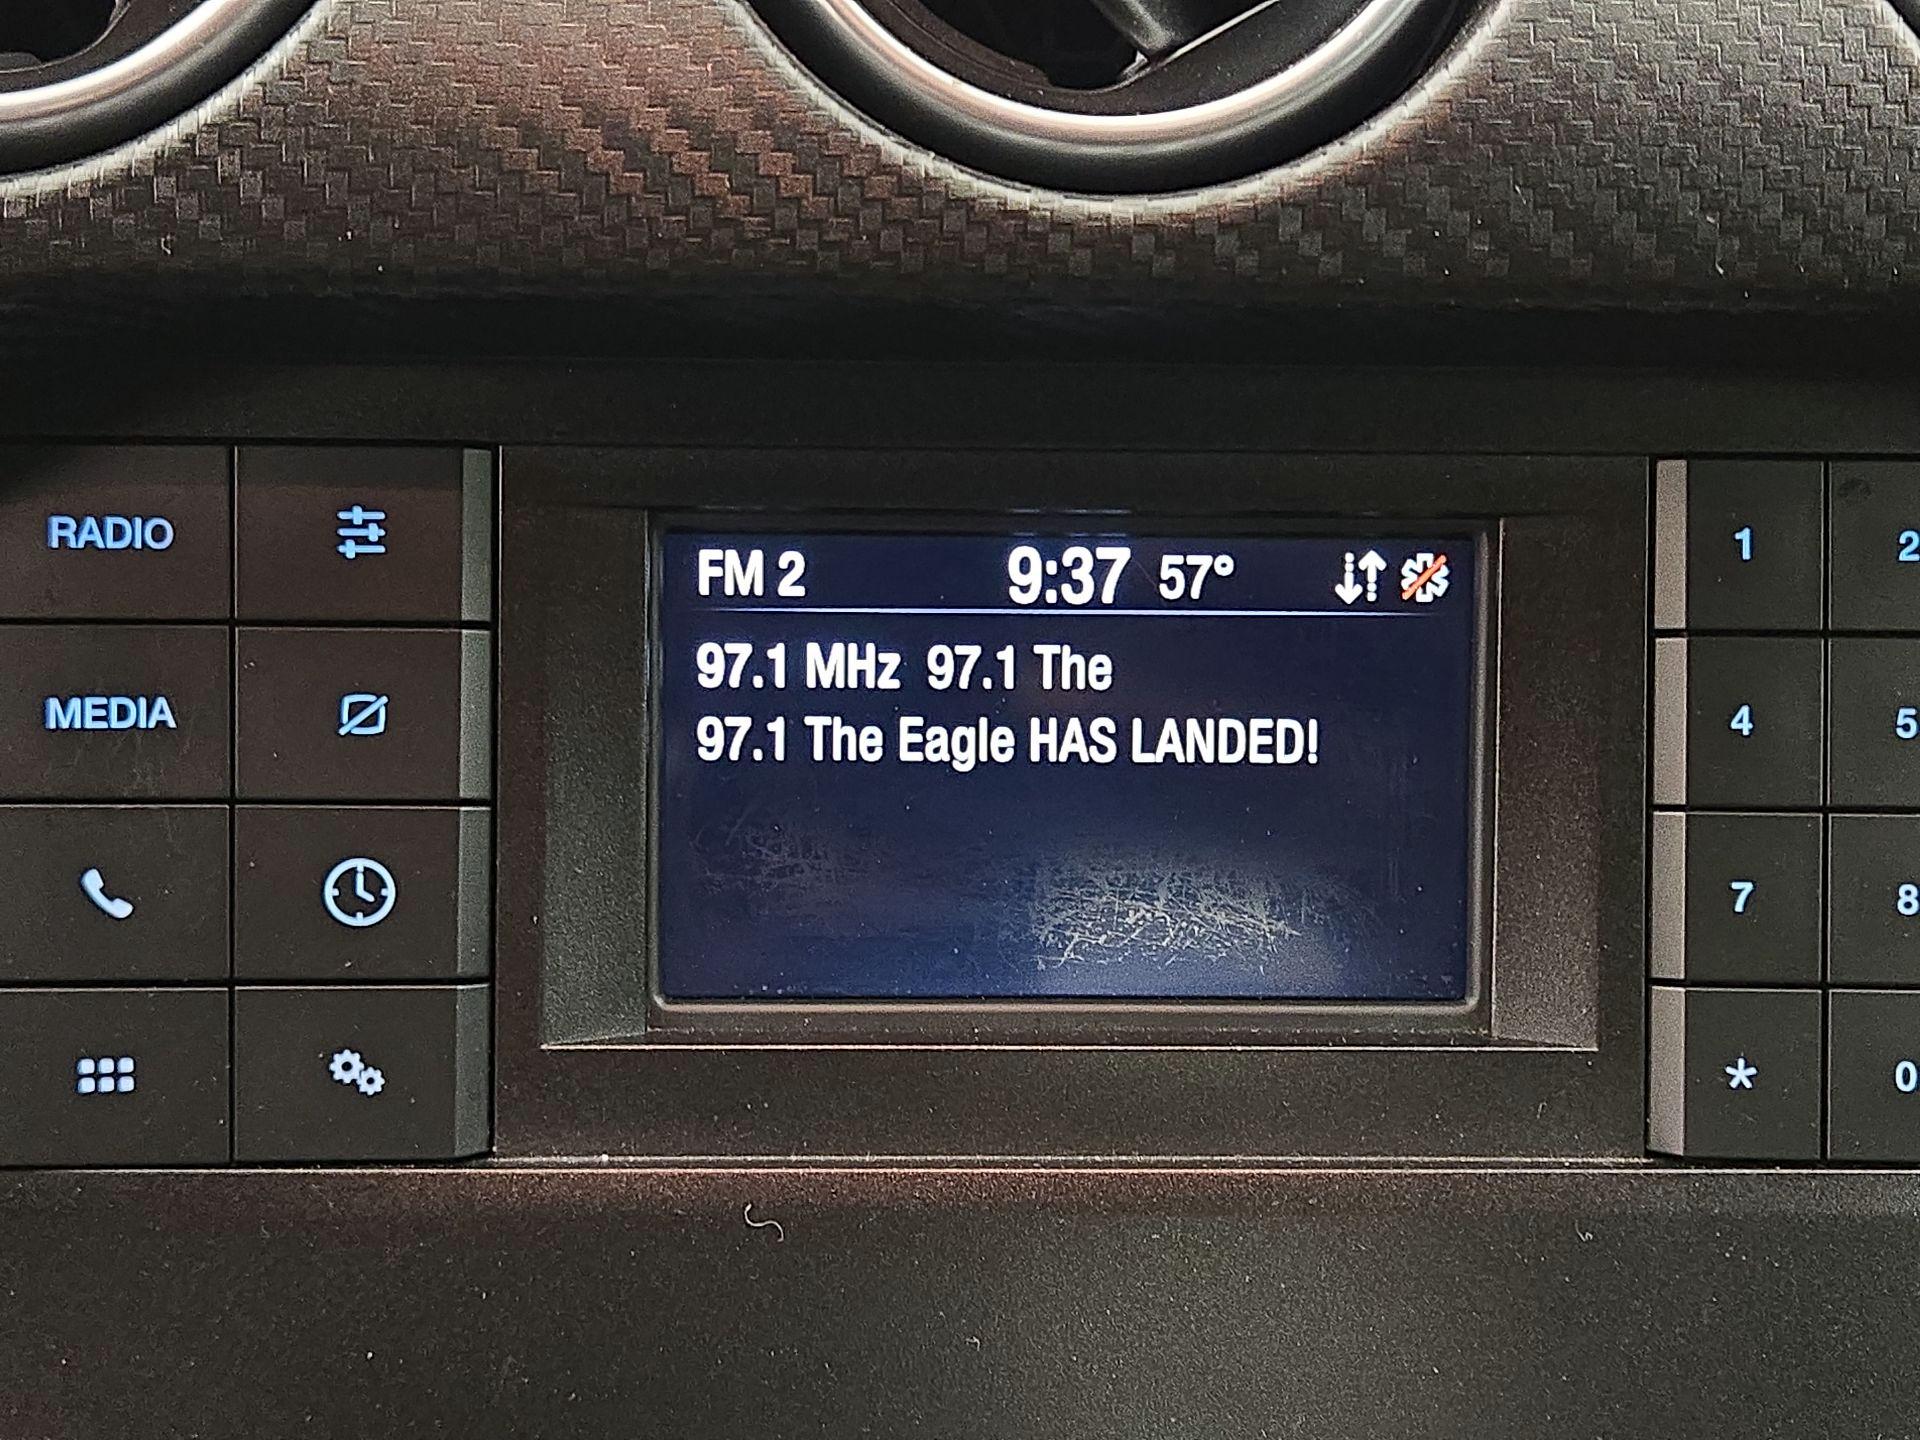 RADIO
MEDIA
FM 2 9:37 57°
97.1 MHz 97.1 The
97.1 The Eagle HAS LANDED!
1 2
4 5
7 8
* 0